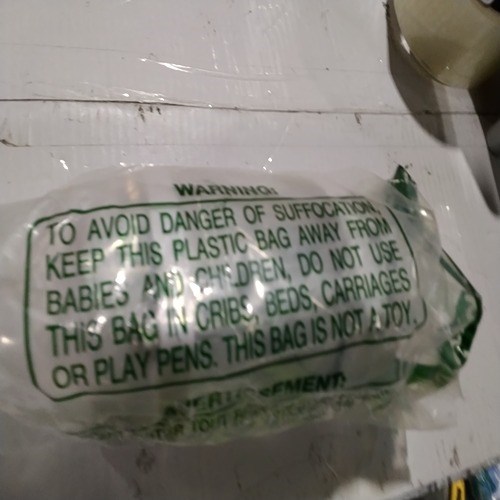 WARNING:
TO AVOID DANGER OF SUFFOCATION,
KEEP THIS PLASTIC BAG AWAY FROM
BABIES AND CHILDREN, DO NOT USE
THIS BAG IN CRIBS, BEDS, CARRIAGES
OR PLAY PENS. THIS BAG IS NOT A TOY.